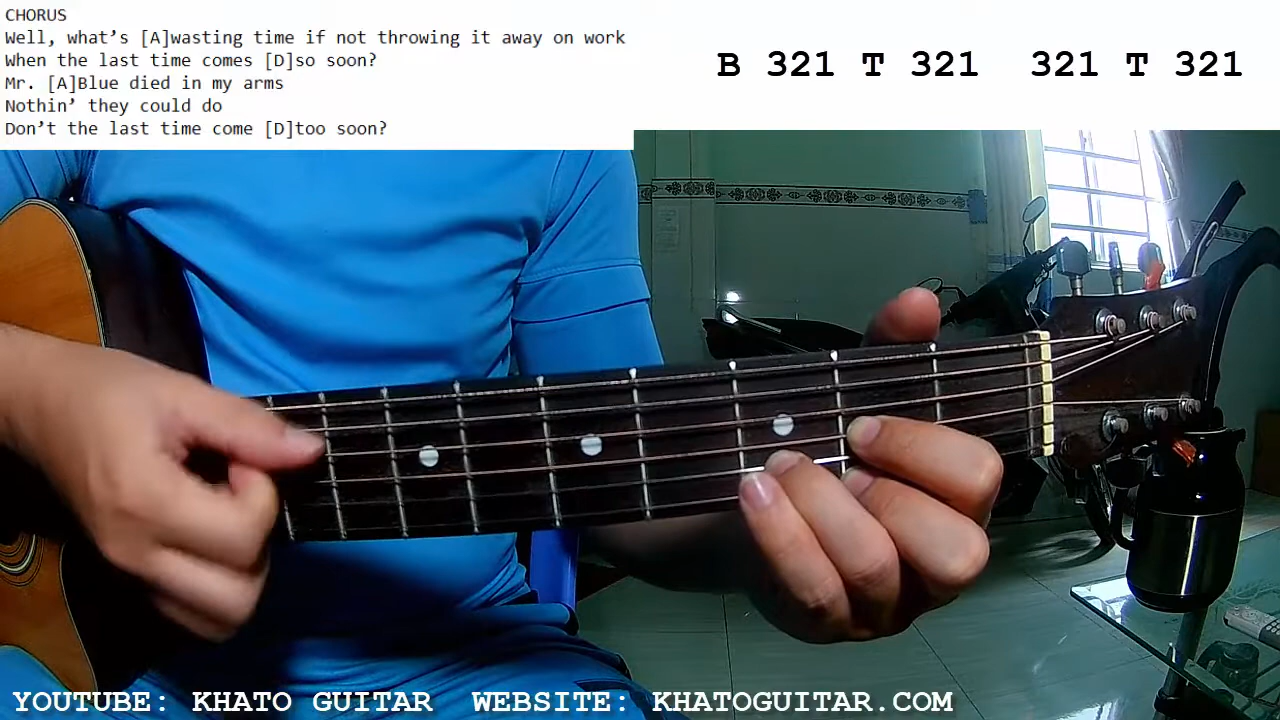 CHORUS
Well, what’s [A]wasting time if not throwing it away on work
When the last time comes [D]so soon?
Mr. [A]Blue died in my arms
Nothin’ they could do
Don’t the last time come [D]too soon?
B 321 T 321  321 T 321
YOUTUBE: KHATO GUITAR  WEBSITE: KHATOGUITAR.COM